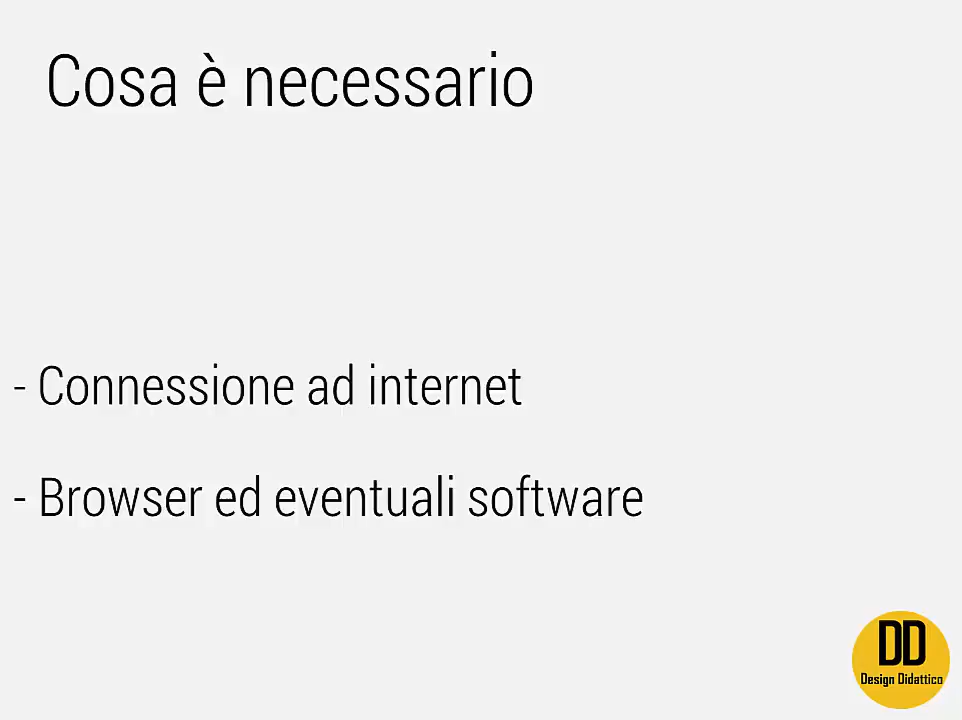 Cosa è necessario
- Connessione ad internet
- Browser ed eventuali software
DD
Design Didattico